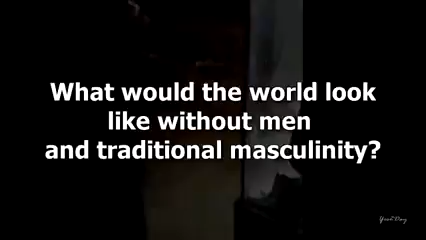 What would the world look
like without men
and traditional masculinity?